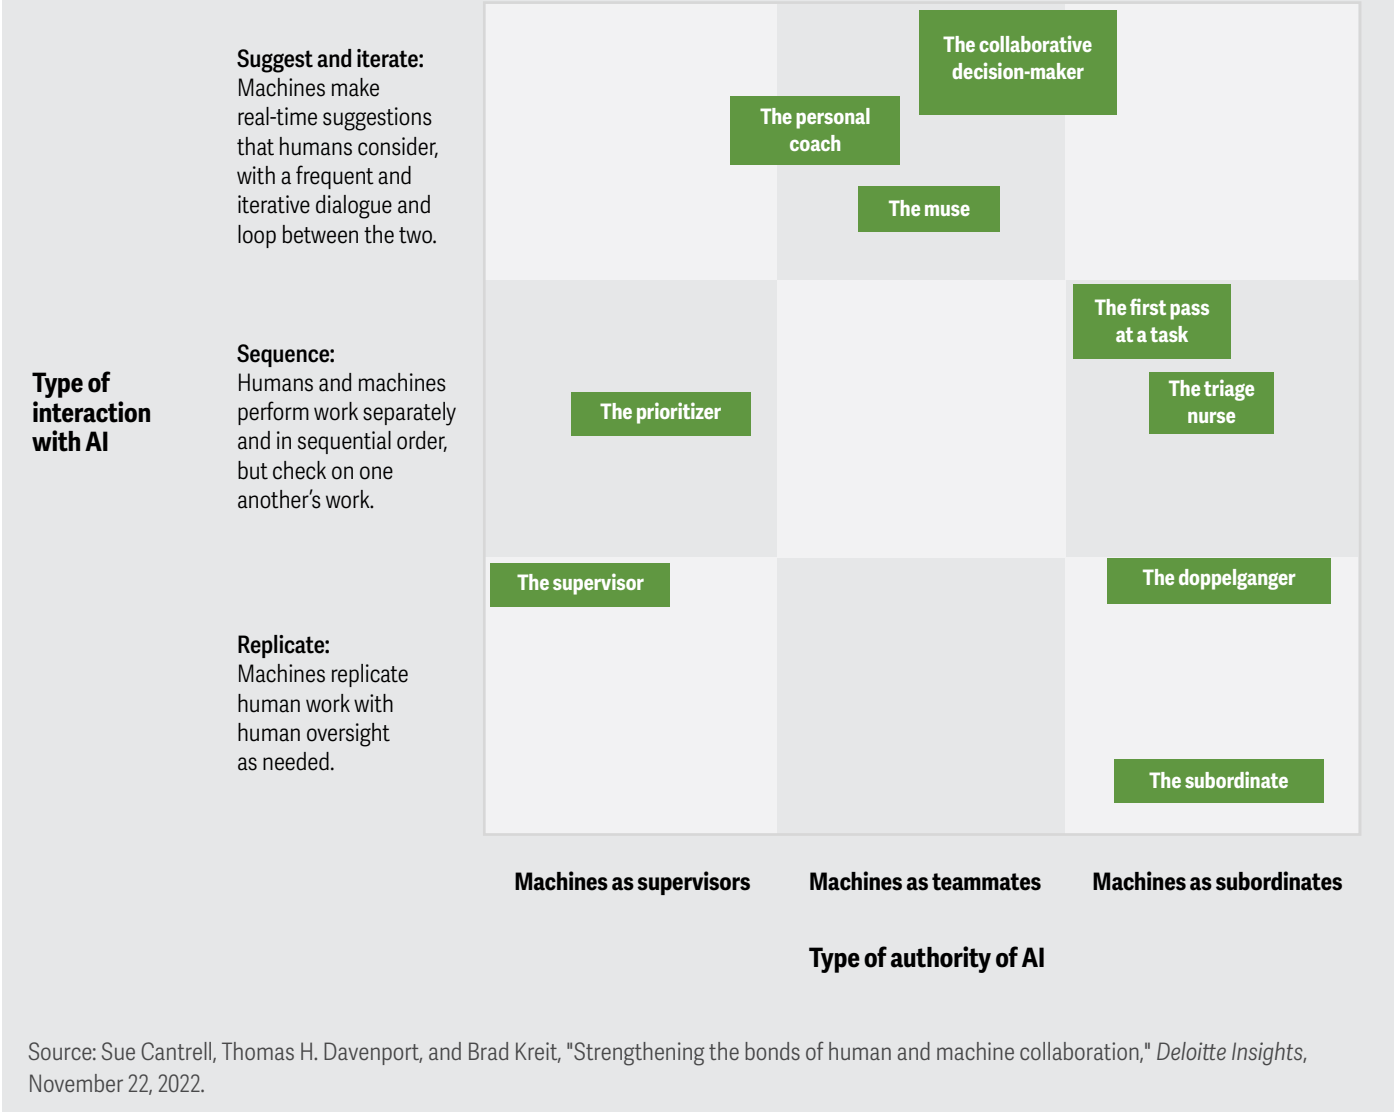 Suggest and iterate:
Machines make
real-time suggestions
that humans consider,
with a frequent and
iterative dialogue and
loop between the two.
The collaborative
decision-maker
The personal
coach
The muse
Type of
interaction
with AI
Sequence:
Humans and machines
perform work separately
and in sequential order,
but check on one
another’s work.
The first pass
at a task
The triage
nurse
The prioritizer
Replicate:
Machines replicate
human work with
human oversight
as needed.
The supervisor
The doppelganger
The subordinate
Machines as supervisors
Machines as teammates
Machines as subordinates
Type of authority of AI
Source: Sue Cantrell, Thomas H. Davenport, and Brad Kreit, "Strengthening the bonds of human and machine collaboration," Deloitte Insights,
November 22, 2022.